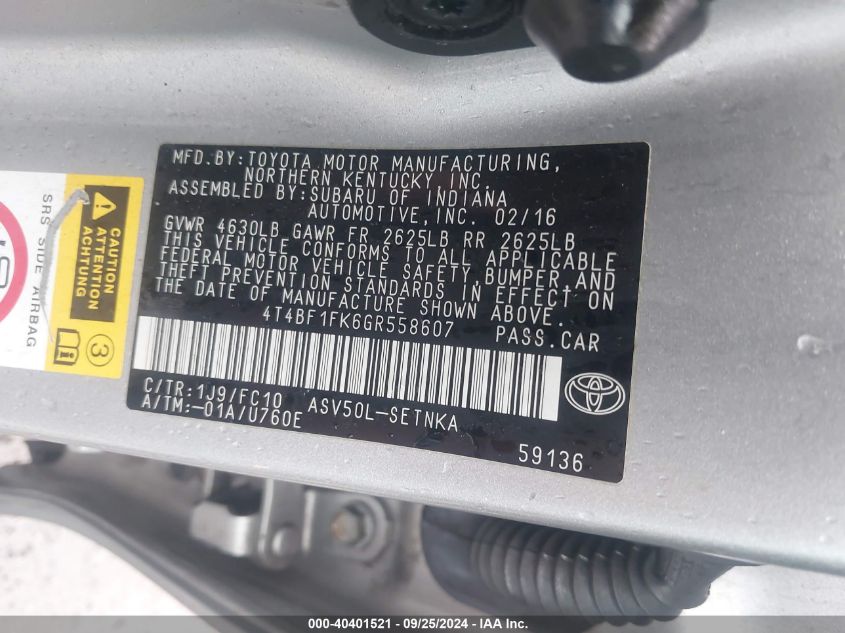 MFD.BY:TOYOTA MOTOR MANUFACTURING,
NORTHERN KENTUCKY,INC.
ASSEMBLED BY:SUBARU OF INDIANA
AUTOMOTIVE,INC. 02/16
GVWR 4630LB GAWR FR 2625LB RR 2625LB
THIS VEHICLE CONFORMS TO ALL APPLICABLE
FEDERAL MOTOR VEHICLE SAFETY,BUMPER,AND
THEFT PREVENTION STANDARDS IN EFFECT ON
THE DATE OF MANUFACTURE SHOWN ABOVE.
4T4BF1FK6GR558607 PASS.CAR
C/TR:1J9/FC10 ASV50L-SETNKA
A/TM:-01A/U760E
59136
CAUTION
ATTENTION
ACHTUNG
SRS SIDE AIRBAG
3
000-40401521 - 09/25/2024 - IAA Inc.